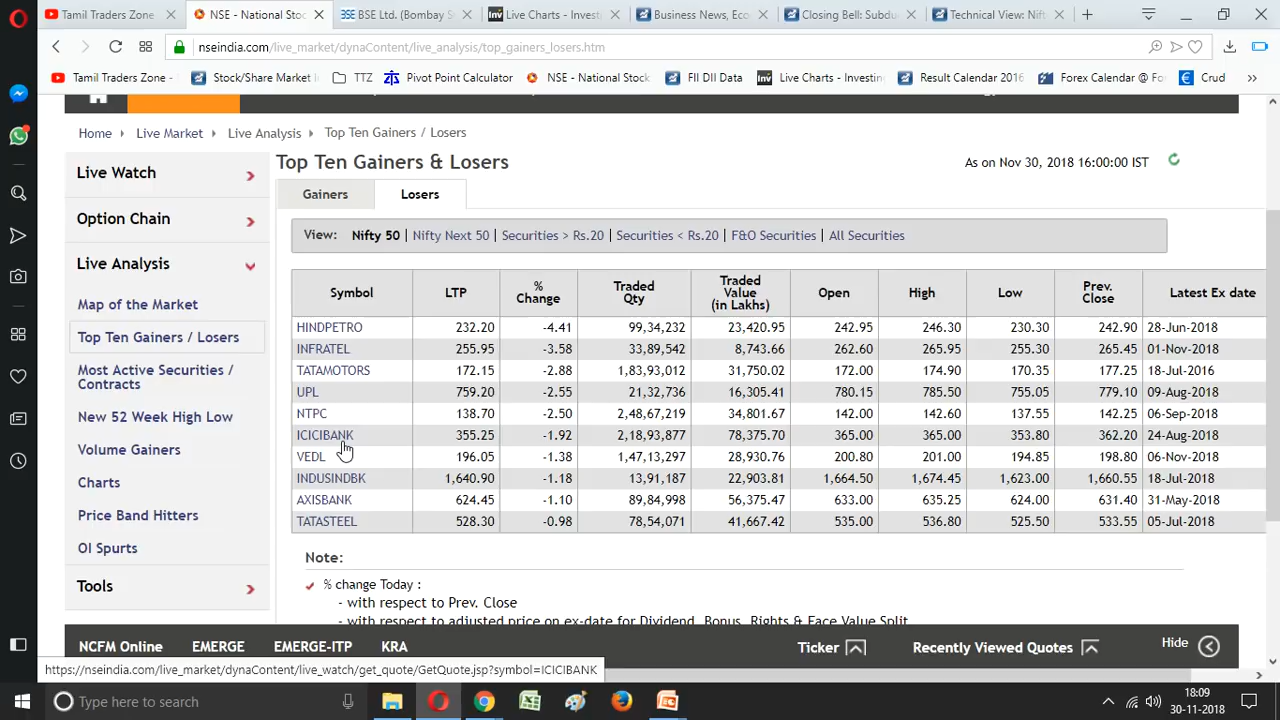 Tamil Traders Zone
NSE - National Stoc
BSE Ltd. (Bombay S
Live Charts - Invest
Business News, Eco
Closing Bell: Subdu
Technical View: Nift
nseindia.com/live_market/dynaContent/live_analysis/top_gainers_losers.htm
Tamil Traders Zone -
Stock/Share Market I
TTZ
Pivot Point Calculator
NSE - National Stock
FII DII Data
Live Charts - Investing
Result Calendar 2016
Forex Calendar @ Fo
Crud
Home
Live Market
Live Analysis
Top Ten Gainers / Losers
Live Watch
Option Chain
Live Analysis
Map of the Market
Top Ten Gainers / Losers
Most Active Securities /
Contracts
New 52 Week High Low
Volume Gainers
Charts
Price Band Hitters
OI Spurts
Tools
Top Ten Gainers & Losers
As on Nov 30, 2018 16:00:00 IST
Gainers Losers
View: Nifty 50 | Nifty Next 50 | Securities > Rs.20 | Securities < Rs.20 | F&O Securities | All Securities
Symbol LTP % Change Traded Qty Traded Value (in Lakhs) Open High Low Prev. Close Latest Ex date
HINDPETRO 232.20 -4.41 99,34,232 23,420.95 242.95 246.30 230.30 242.90 28-Jun-2018
INFRATEL 255.95 -3.58 33,89,542 8,743.66 262.60 265.95 255.30 265.45 01-Nov-2018
TATAMOTORS 172.15 -2.88 1,83,93,012 31,750.02 172.00 174.90 170.35 177.25 18-Jul-2016
UPL 759.20 -2.55 21,32,736 16,305.41 780.15 785.50 755.05 779.10 09-Aug-2018
NTPC 138.70 -2.50 2,48,67,219 34,801.67 142.00 142.60 137.55 142.25 06-Sep-2018
ICICIBANK 355.25 -1.92 2,18,93,877 78,375.70 365.00 365.00 353.80 362.20 24-Aug-2018
VEDL 196.05 -1.38 1,47,13,297 28,930.76 200.80 201.00 194.85 198.80 06-Nov-2018
INDUSINDBK 1,640.90 -1.18 13,91,187 22,903.81 1,664.50 1,674.45 1,623.00 1,660.55 18-Jul-2018
AXISBANK 624.45 -1.10 89,84,998 56,375.47 633.00 635.25 624.00 631.40 31-May-2018
TATASTEEL 528.30 -0.98 78,54,071 41,667.42 535.00 536.80 525.50 533.55 05-Jul-2018
Note:
% change Today :
- with respect to Prev. Close
- with respect to adjusted price on ex-date for Dividend, Bonus, Rights & Face Value Split
NCFM Online EMERGE EMERGE-ITP KRA Ticker Recently Viewed Quotes Hide
https://nseindia.com/live_market/dynaContent/live_watch/get_quote/GetQuote.jsp?symbol=ICICIBANK
Type here to search
18:09
30-11-2018